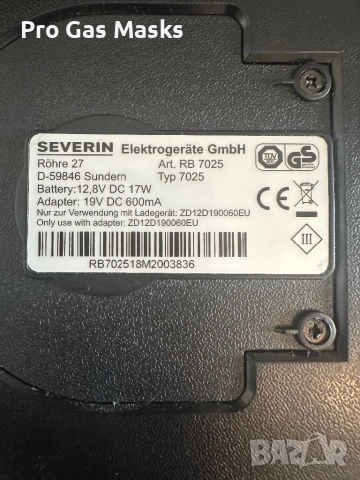 Pro Gas Masks
SEVERIN Elektrogeräte GmbH
Röhre 27 Art. RB 7025
D-59846 Sundern Typ 7025
Battery:12,8V DC 17W
Adapter: 19V DC 600mA
Nur zur Verwendung mit Ladegerät: ZD12D190060EU
Only use with adapter: ZD12D190060EU
RB702518M2003836
GS
CE
III
BAZAR